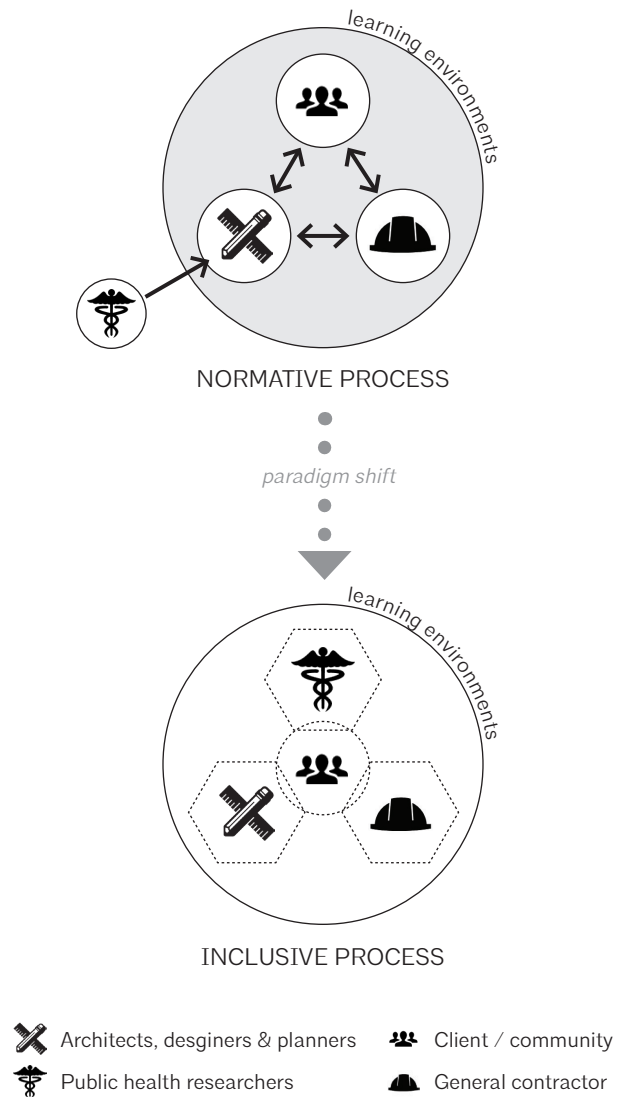 learning environments
NORMATIVE PROCESS
paradigm shift
learning environments
INCLUSIVE PROCESS
Architects, desginers & planners
Client / community
Public health researchers
General contractor